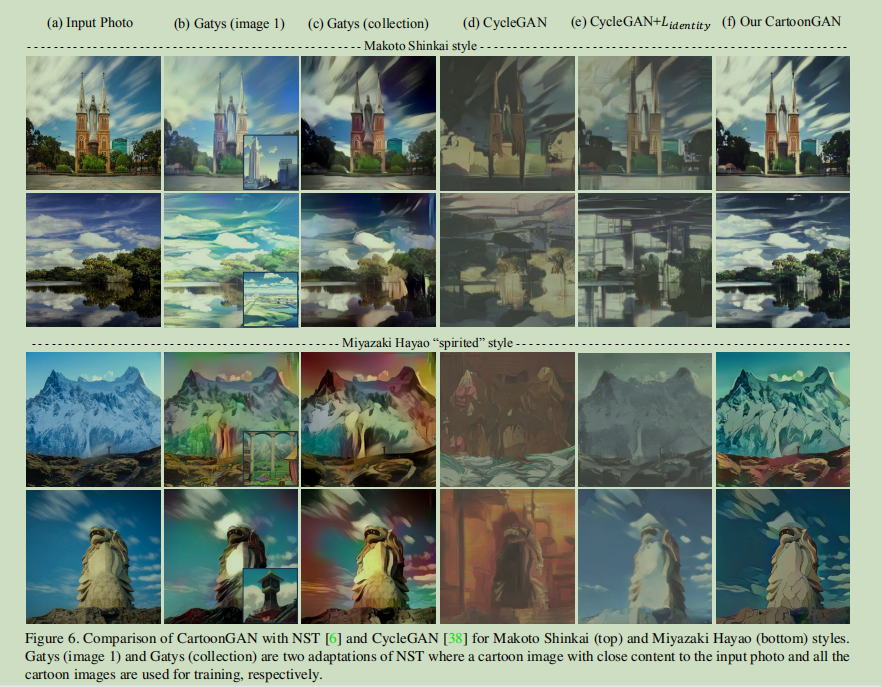 (a) Input Photo (b) Gatys (image 1) (c) Gatys (collection) (d) CycleGAN (e) CycleGAN+L_identity (f) Our CartoonGAN
Makoto Shinkai style
Miyazaki Hayao “spirited” style
Figure 6. Comparison of CartoonGAN with NST [6] and CycleGAN [38] for Makoto Shinkai (top) and Miyazaki Hayao (bottom) styles.
Gatys (image 1) and Gatys (collection) are two adaptations of NST where a cartoon image with close content to the input photo and all the
cartoon images are used for training, respectively.